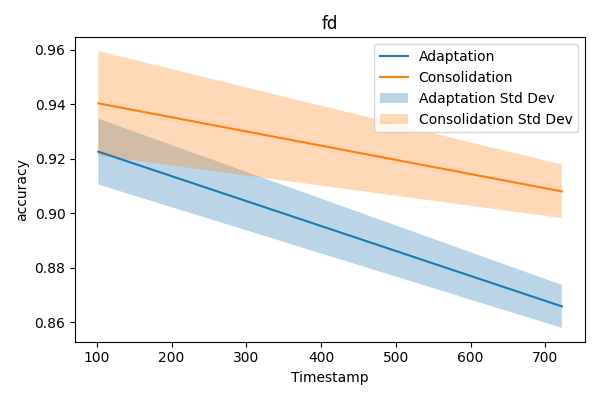 fd
0.96
0.94
0.92
0.90
0.88
0.86
accuracy
Adaptation
Consolidation
Adaptation Std Dev
Consolidation Std Dev
100
200
300
400
500
600
700
Timestamp